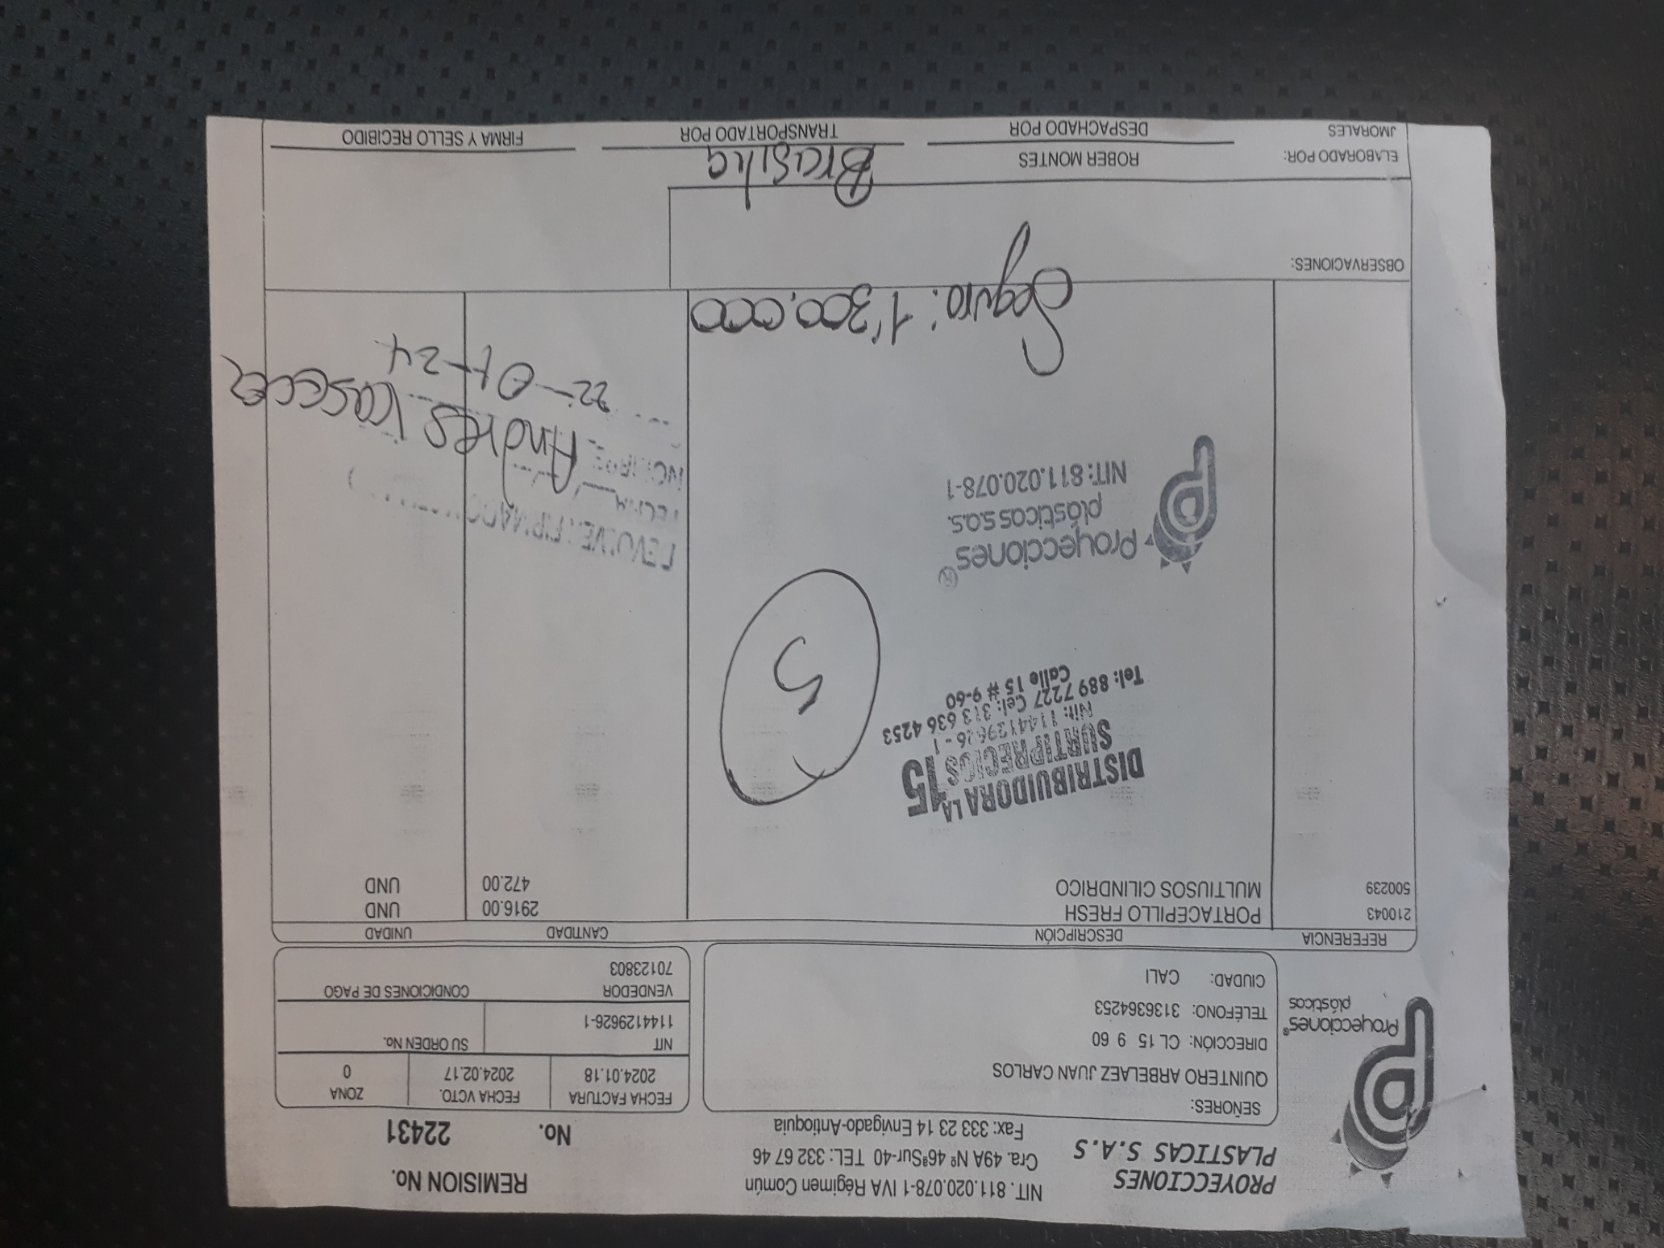 PROYECCIONES
PLASTICAS S.A.S
NIT. 811.020.078-1 IVA Régimen Común
Cra. 49A Nº 46ªSur-40 TEL: 332 67 46
Fax: 333 23 14 Envigado-Antioquia
REMISION No.
No. 22431
Proyecciones®
plásticas
SEÑORES:
QUINTERO ARBELAEZ JUAN CARLOS
DIRECCIÓN: CL 15 9 60
TELÉFONO: 3136364253
CIUDAD: CALI
FECHA FACTURA FECHA VCTO. ZONA
2024.01.18 2024.02.17 0
NIT SU ORDEN No.
1144129626-1
VENDEDOR CONDICIONES DE PAGO
70123803
REFERENCIA DESCRIPCIÓN CANTIDAD UNIDAD
210043 PORTACEPILLO FRESH 2916.00 UND
500239 MULTIUSOS CILINDRICO 472.00 UND
DISTRIBUIDORA LA 15
SURTIPRECIOS
Nit: 1144129626 - 1
Tel: 889 7227 Cel: 313 636 4253
Calle 15 # 9-60
5
Proyecciones®
plásticas s.a.s.
NIT: 811.020.078-1
FECHA
Andres
22-01-24
Seguro: 1'300.000
OBSERVACIONES:
Brasilia
ELABORADO POR: ROBER MONTES
JMORALES DESPACHADO POR TRANSPORTADO POR FIRMA Y SELLO RECIBIDO